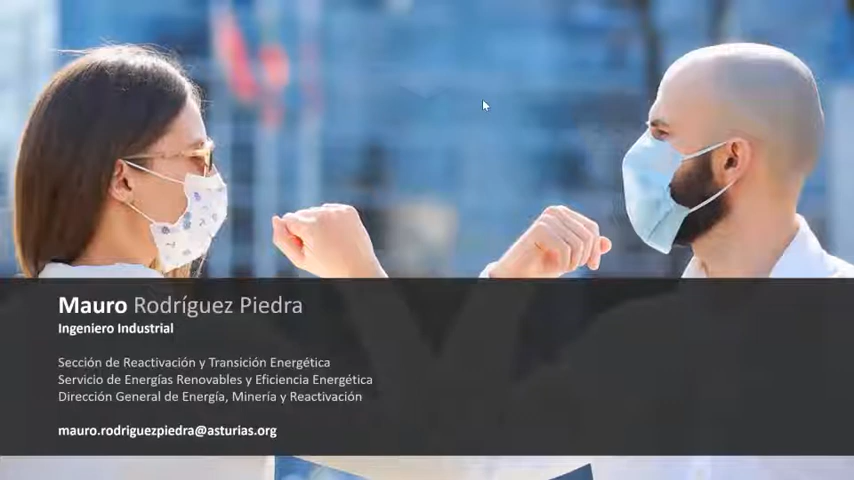 Mauro Rodríguez Piedra
Ingeniero Industrial
Sección de Reactivación y Transición Energética
Servicio de Energías Renovables y Eficiencia Energética
Dirección General de Energía, Minería y Reactivación
mauro.rodriguezpiedra@asturias.org